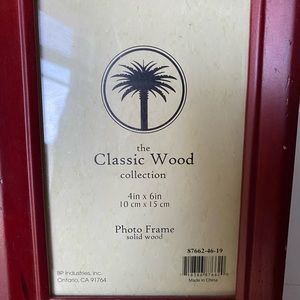 the
Classic Wood
collection
4in x 6in
10 cm x 15 cm
Photo Frame
solid wood
87662-46-19
BP Industries, Inc.
Ontario, CA 91764
Made in China